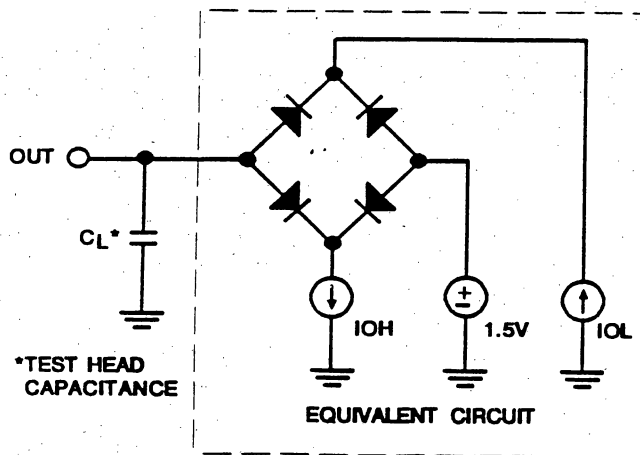 OUT
CL*
IOH
1.5V
IOL
*TEST HEAD
CAPACITANCE
EQUIVALENT CIRCUIT